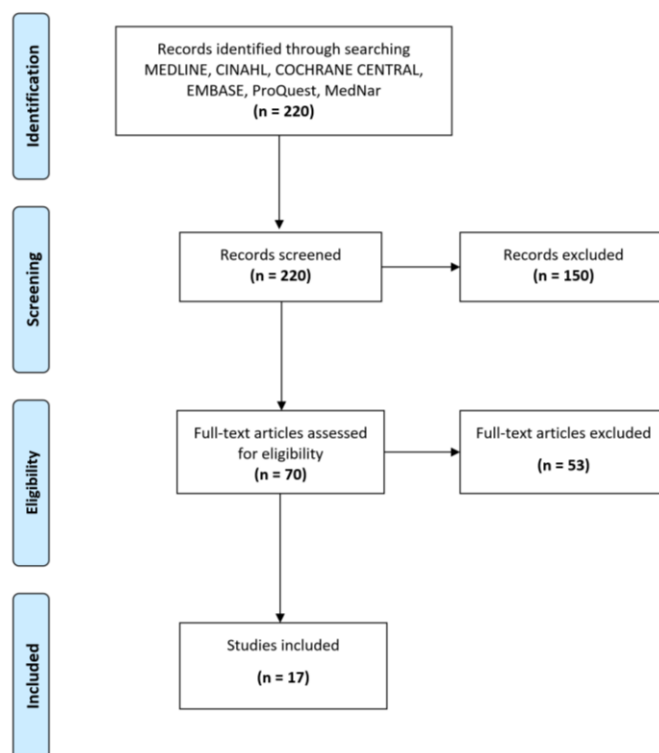 Identification
Records identified through searching
MEDLINE, CINAHL, COCHRANE CENTRAL,
EMBASE, ProQuest, MedNar
(n = 220)
Screening
Records screened
(n = 220)
Records excluded
(n = 150)
Eligibility
Full-text articles assessed
for eligibility
(n = 70)
Full-text articles excluded
(n = 53)
Included
Studies included
(n = 17)